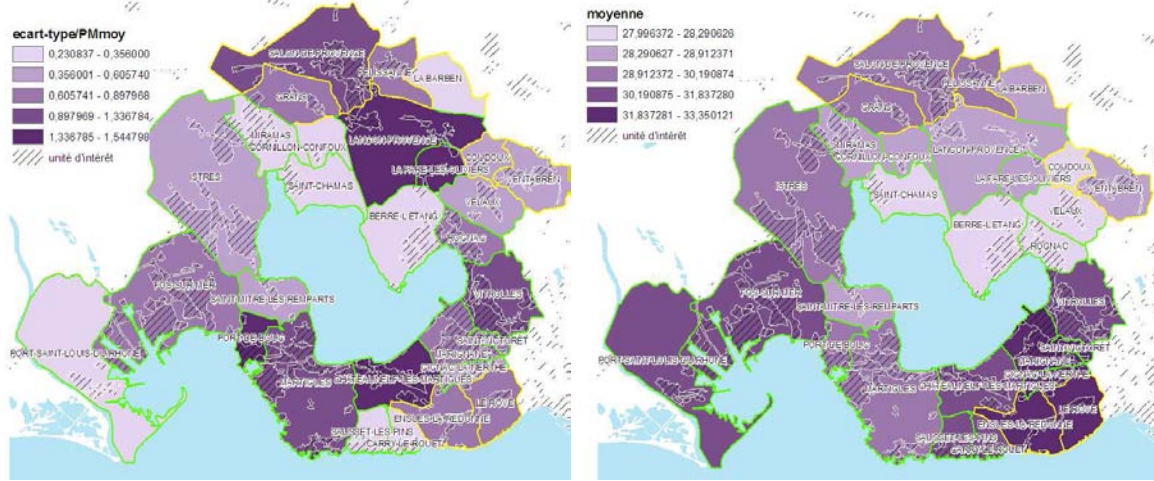 ecart-type/PMmoy
0,230837 - 0,356000
0,356001 - 0,605740
0,605741 - 0,897968
0,897969 - 1,336784
1,336785 - 1,544798
unité d'intérêt
SALON-DE-PROVENCE
PELISSANNE
LA BARBEN
GRANS
MIRAMAS
CORNILLON-CONFOUX
LANCON-PROVENCE
LA FARE-LES-OLIVIERS
COUDOUX
VENTABREN
ISTRES
SAINT-CHAMAS
VELAUX
BERRE-L'ETANG
ROGNAC
FOS-SUR-MER
SAINT-MITRE-LES-REMPARTS
VITROLLES
PORT-SAINT-LOUIS-DU-RHONE
PORT-DE-BOUC
SAINT-VICTORET
MARIGNANE
GIGNAC-LA-NERTHE
MARTIGUES
CHATEAUNEUF-LES-MARTIGUES
LE ROVE
ENSUES-LA-REDONNE
SAUSSET-LES-PINS
CARRY-LE-ROUET
moyenne
27,996372 - 28,290626
28,290627 - 28,912371
28,912372 - 30,190874
30,190875 - 31,837280
31,837281 - 33,350121
unité d'intérêt
SALON-DE-PROVENCE
PELISSANNE
LA BARBEN
GRANS
MIRAMAS
CORNILLON-CONFOUX
LANCON-PROVENCE
COUDOUX
LA FARE-LES-OLIVIERS
VENTABREN
ISTRES
SAINT-CHAMAS
VELAUX
BERRE-L'ETANG
ROGNAC
FOS-SUR-MER
SAINT-MITRE-LES-REMPARTS
VITROLLES
PORT-SAINT-LOUIS-DU-RHONE
PORT-DE-BOUC
SAINT-VICTORET
MARIGNANE
GIGNAC-LA-NERTHE
MARTIGUES
CHATEAUNEUF-LES-MARTIGUES
LE ROVE
ENSUES-LA-REDONNE
SAUSSET-LES-PINS
CARRY-LE-ROUET